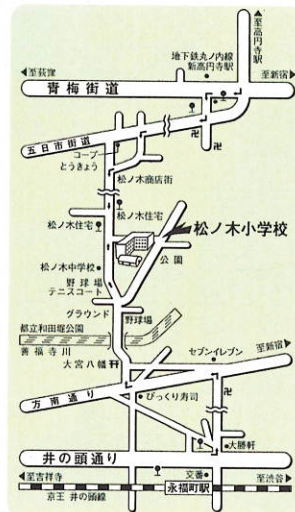 至高円寺駅
地下鉄丸ノ内線
新高円寺駅
至荻窪
至新宿
青梅街道
五日市街道
コープ
とうきょう
松ノ木商店街
松ノ木住宅
松ノ木住宅
松ノ木小学校
公園
松ノ木中学校
野球場
テニスコート
グラウンド
野球場
都立和田堀公園
善福寺川
大宮八幡
セブンイレブン
至新宿
方南通り
びっくり寿司
井の頭通り
大勝軒
至吉祥寺
交番
至渋谷
京王 井の頭線
永福町駅